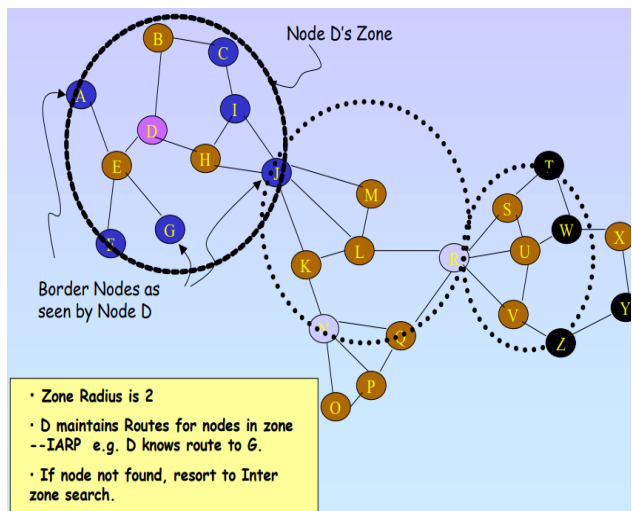 Node D's Zone
B
C
A
I
D
E
H
J
F
G
M
K
L
R
S
T
U
W
X
V
Y
Z
Q
P
O
Border Nodes as
seen by Node D
· Zone Radius is 2
· D maintains Routes for nodes in zone
--IARP e.g. D knows route to G.
· If node not found, resort to Inter
zone search.